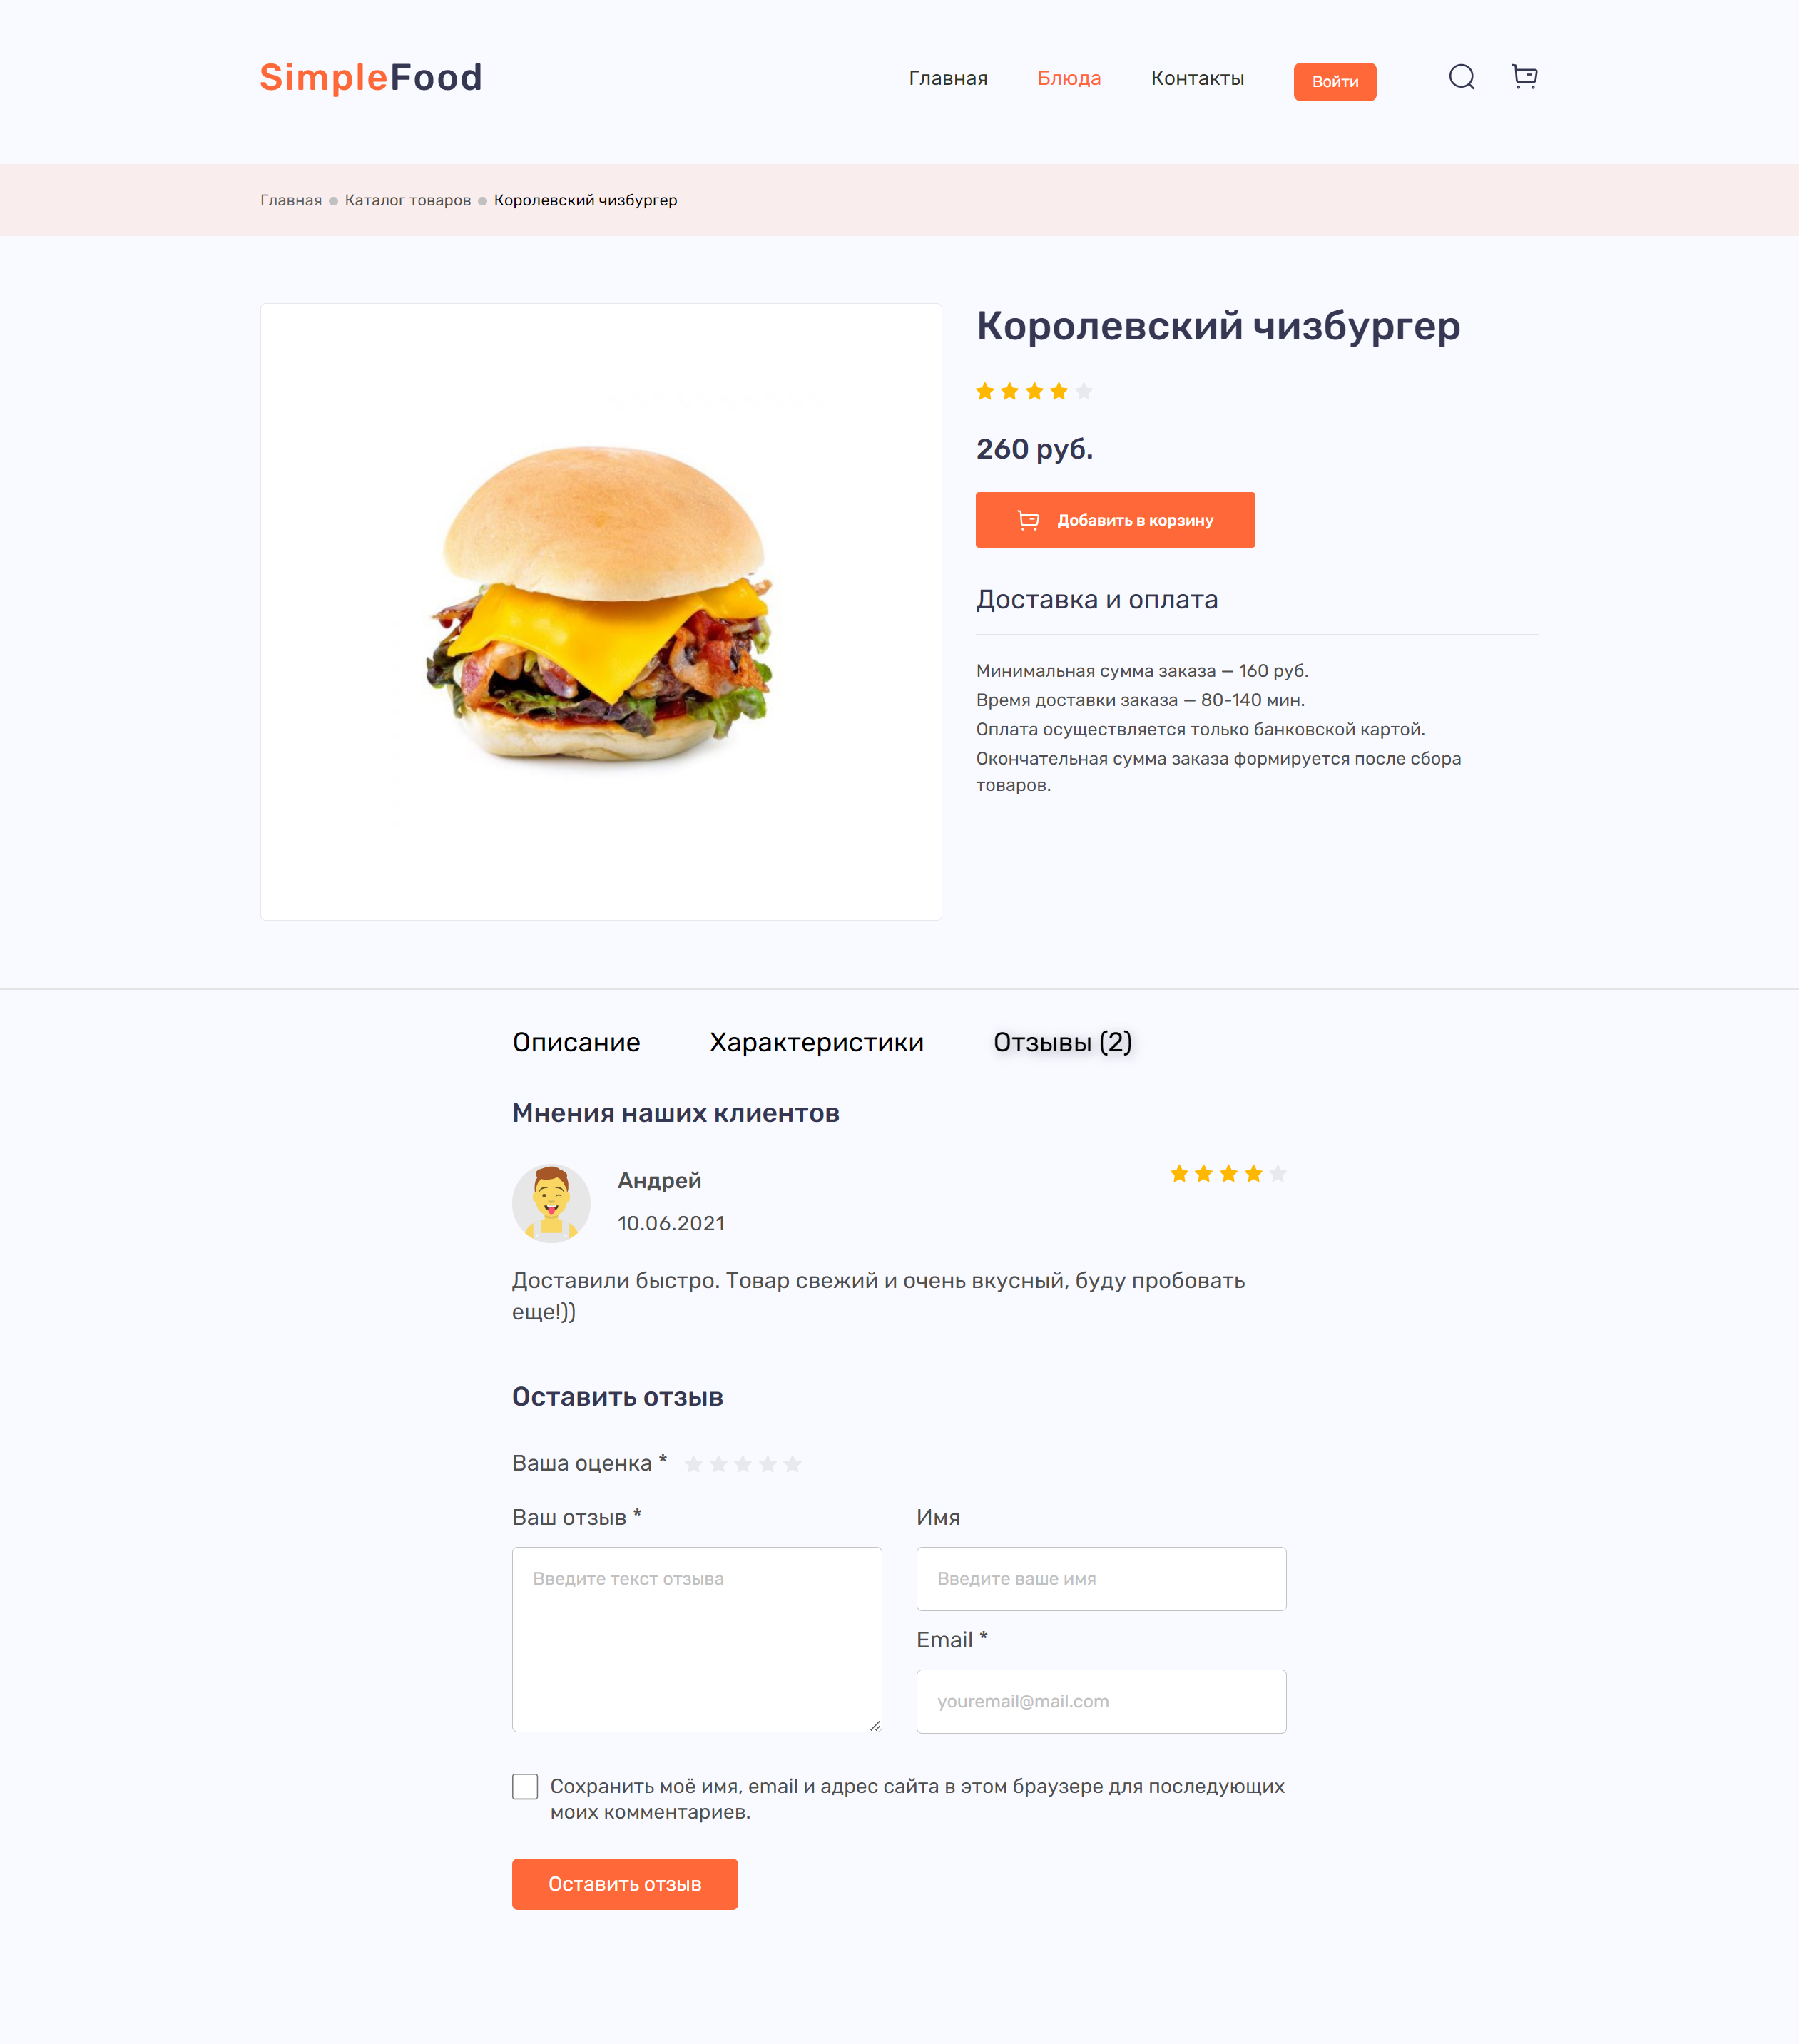 SimpleFood
Главная Блюда Контакты Войти
Главная Каталог товаров Королевский чизбургер
Королевский чизбургер
260 руб.
Добавить в корзину
Доставка и оплата
Минимальная сумма заказа — 160 руб.
Время доставки заказа — 80-140 мин.
Оплата осуществляется только банковской картой.
Окончательная сумма заказа формируется после сбора
товаров.
Описание Характеристики Отзывы (2)
Мнения наших клиентов
Андрей
10.06.2021
Доставили быстро. Товар свежий и очень вкусный, буду пробовать
еще!))
Оставить отзыв
Ваша оценка *
Ваш отзыв *
Введите текст отзыва
Имя
Введите ваше имя
Email *
youremail@mail.com
Сохранить моё имя, email и адрес сайта в этом браузере для последующих
моих комментариев.
Оставить отзыв